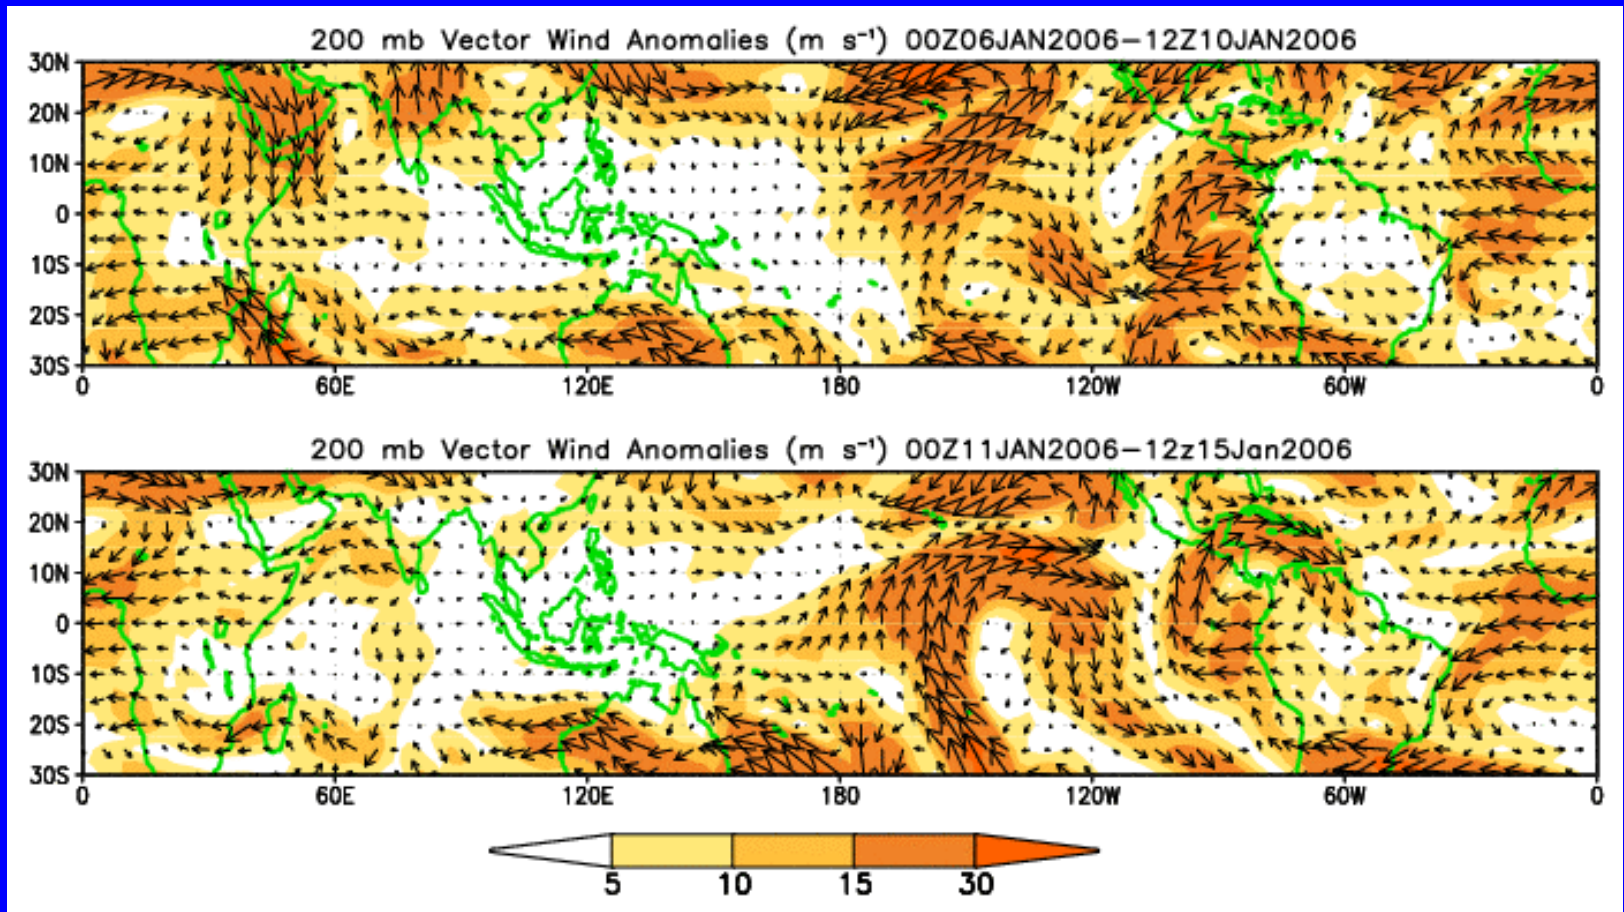 200 mb Vector Wind Anomalies (m s⁻¹) 00Z06JAN2006−12Z10JAN2006
30N
20N
10N
0
10S
20S
30S
0 60E 120E 180 120W 60W 0
200 mb Vector Wind Anomalies (m s⁻¹) 00Z11JAN2006−12z15Jan2006
30N
20N
10N
0
10S
20S
30S
0 60E 120E 180 120W 60W 0
5 10 15 30